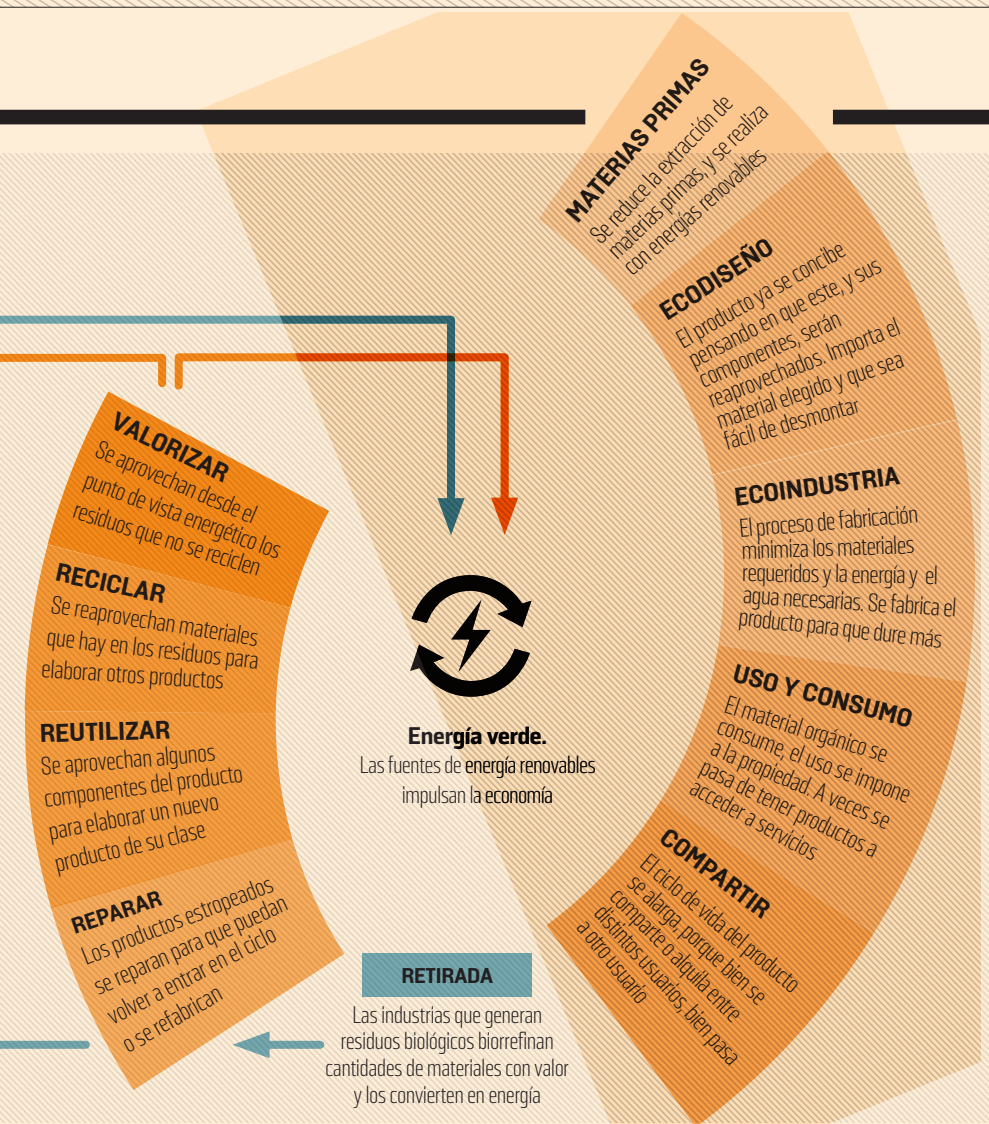 MATERIAS PRIMAS
Se reduce la extracción de
materias primas, y se realiza
con energías renovables
ECODISEÑO
El producto ya se concibe
pensando en que este, y sus
componentes, serán
reaprovechados. Importa el
material elegido y que sea
fácil de desmontar
ECOINDUSTRIA
El proceso de fabricación
minimiza los materiales
requeridos y la energía y el
agua necesarias. Se fabrica el
producto para que dure más
USO Y CONSUMO
El material orgánico se
consume, el uso se impone
a la propiedad. A veces se
pasa de tener productos a
acceder a servicios
COMPARTIR
El ciclo de vida del producto
se alarga, porque bien se
comparte o alquila entre
distintos usuarios, bien pasa
a otro usuario
VALORIZAR
Se aprovechan desde el
punto de vista energético los
residuos que no se reciclen
RECICLAR
Se reaprovechan materiales
que hay en los residuos para
elaborar otros productos
REUTILIZAR
Se aprovechan algunos
componentes del producto
para elaborar un nuevo
producto de su clase
REPARAR
Los productos estropeados
se reparan para que puedan
volver a entrar en el ciclo
o se refabrican
Energía verde.
Las fuentes de energía renovables
impulsan la economía
RETIRADA
Las industrias que generan
residuos biológicos biorrefinan
cantidades de materiales con valor
y los convierten en energía